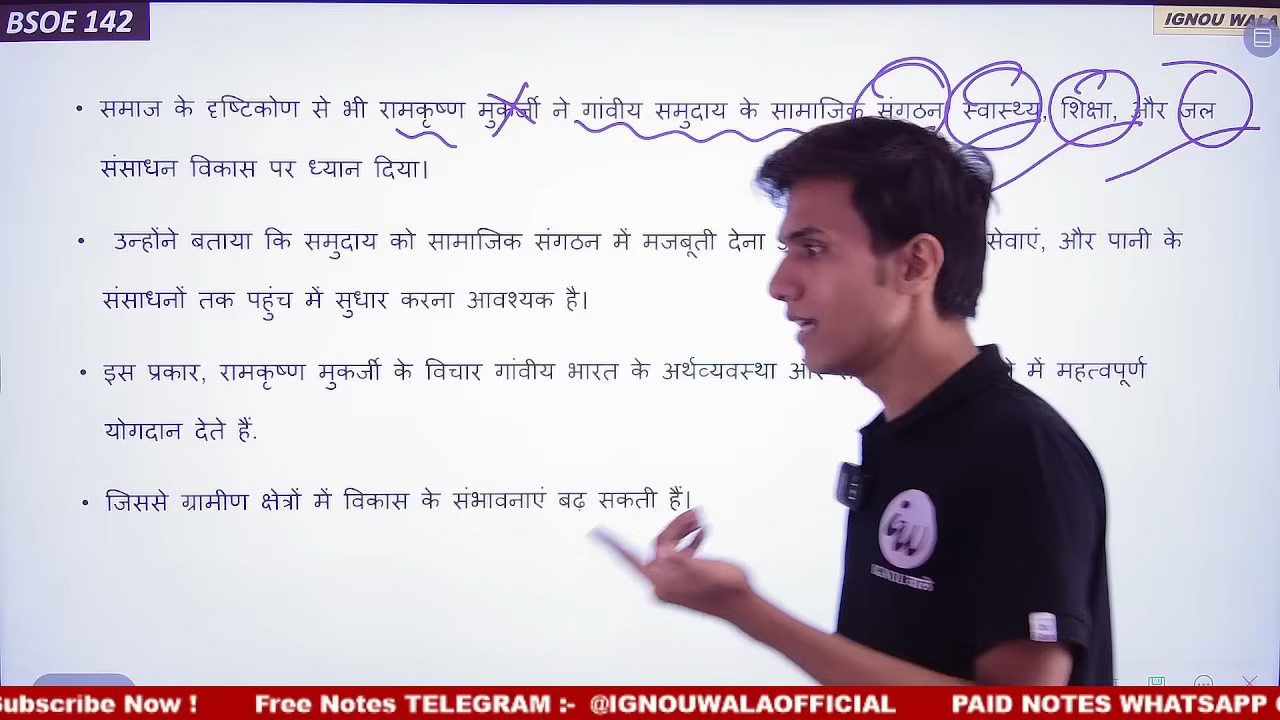 BSOE 142
IGNOU WALA
• समाज के दृष्टिकोण से भी रामकृष्ण मुकर्जी ने गांवीय समुदाय के सामाजिक संगठन, स्वास्थ्य, शिक्षा, और जल
संसाधन विकास पर ध्यान दिया।
• उन्होंने बताया कि समुदाय को सामाजिक संगठन में मजबूती देना सेवाएं, और पानी के
संसाधनों तक पहुंच में सुधार करना आवश्यक है।
• इस प्रकार, रामकृष्ण मुकर्जी के विचार गांवीय भारत के अर्थव्यवस्था में महत्वपूर्ण
योगदान देते हैं.
• जिससे ग्रामीण क्षेत्रों में विकास के संभावनाएं बढ़ सकती हैं।
ubscribe Now ! Free Notes TELEGRAM :- @IGNOUWALAOFFICIAL PAID NOTES WHATSAPP